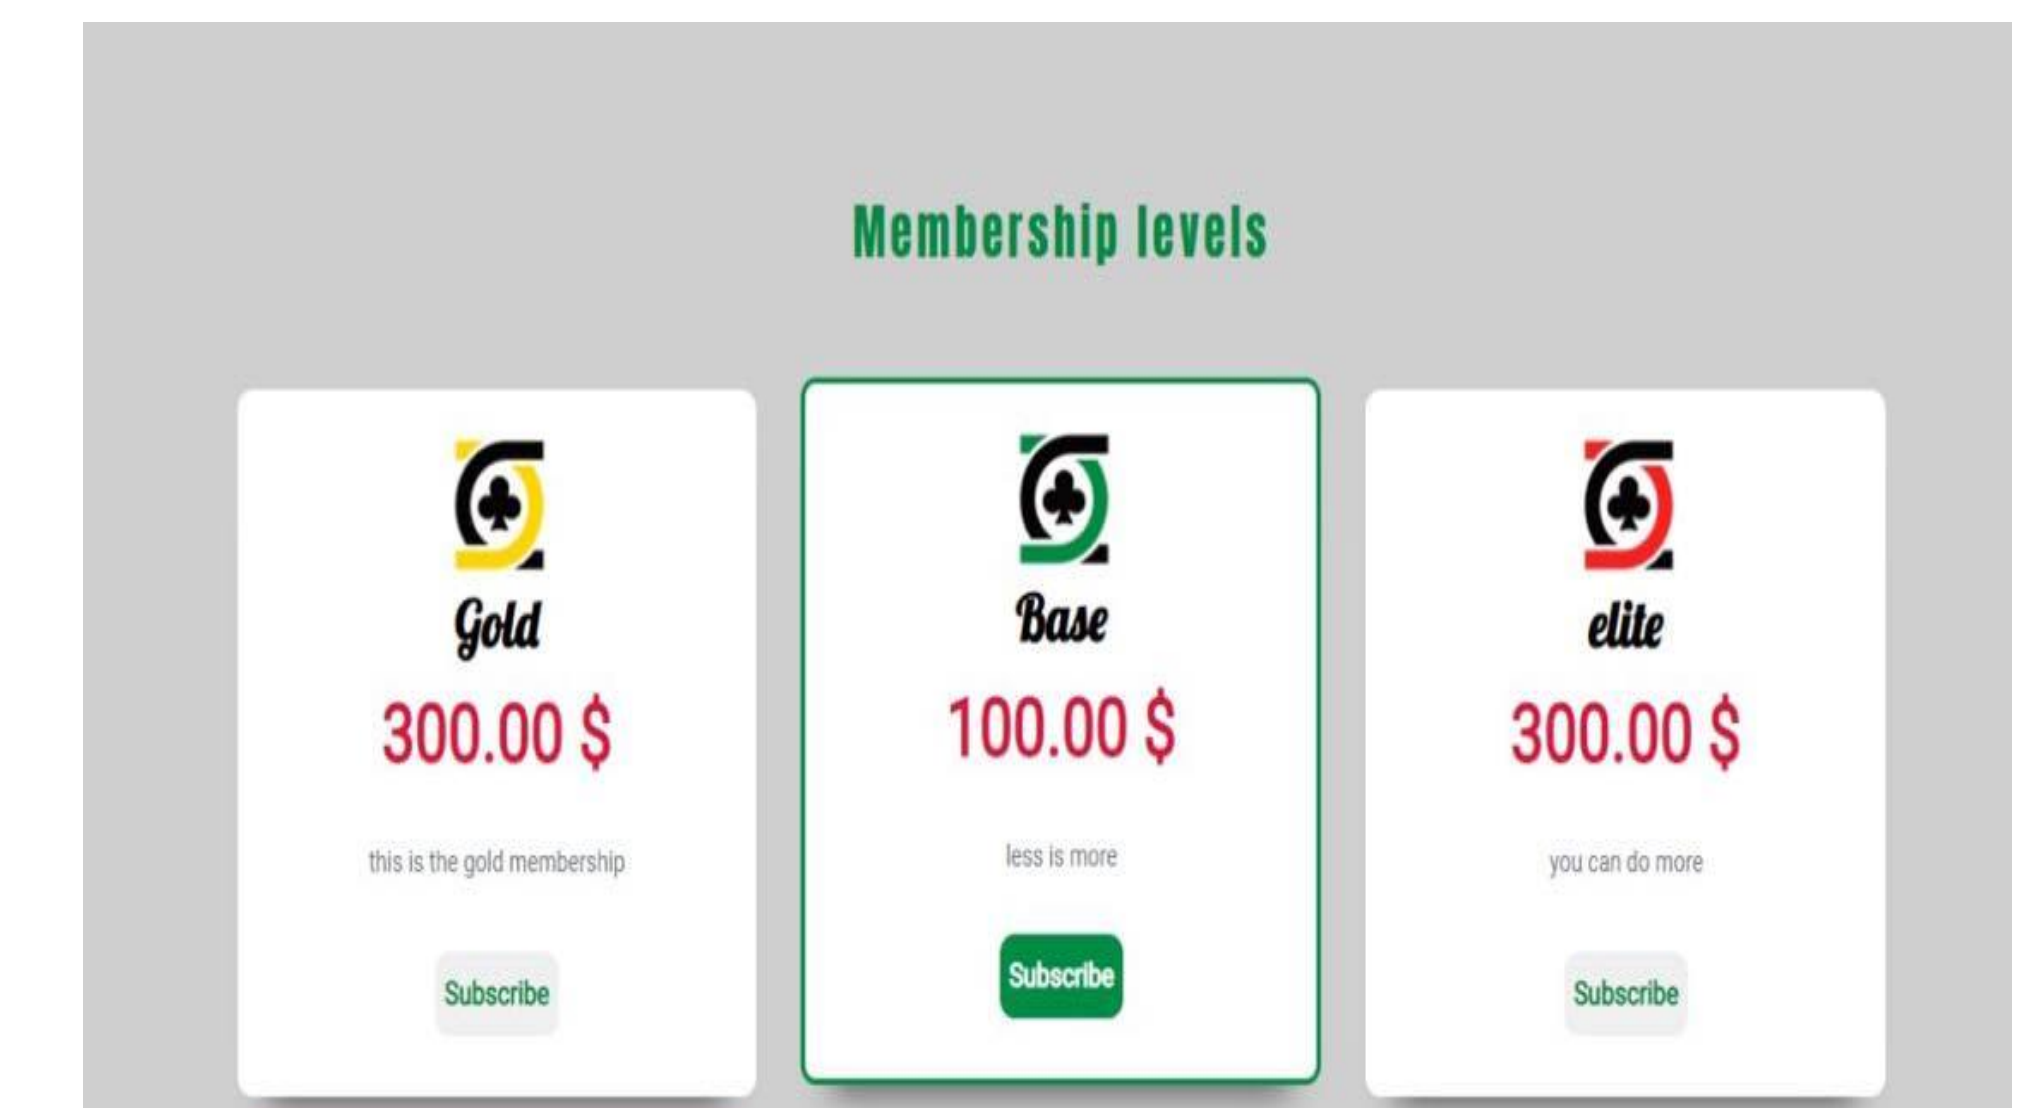 Membership levels
Gold
300.00 $
this is the gold membership
Subscribe
Base
100.00 $
less is more
Subscribe
elite
300.00 $
you can do more
Subscribe